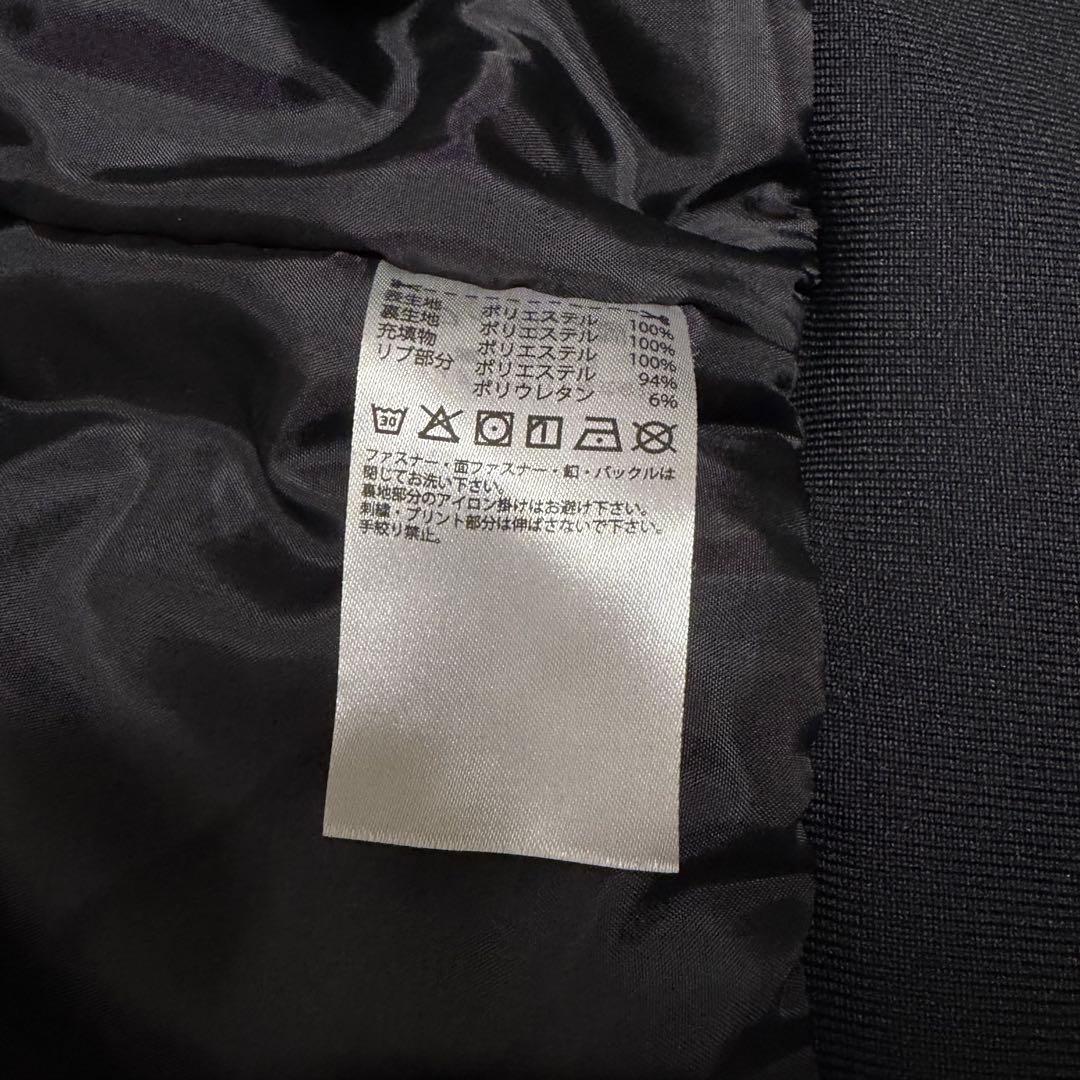 表生地 ポリエステル 100%
裏生地 ポリエステル 100%
充填物 ポリエステル 100%
リブ部分 ポリエステル 94%
ポリウレタン 6%
30
ファスナー・面ファスナー・釦・バックルは
閉じてお洗い下さい。
裏地部分のアイロン掛けはお避け下さい。
刺繍・プリント部分は伸ばさないで下さい。
手絞り禁止。